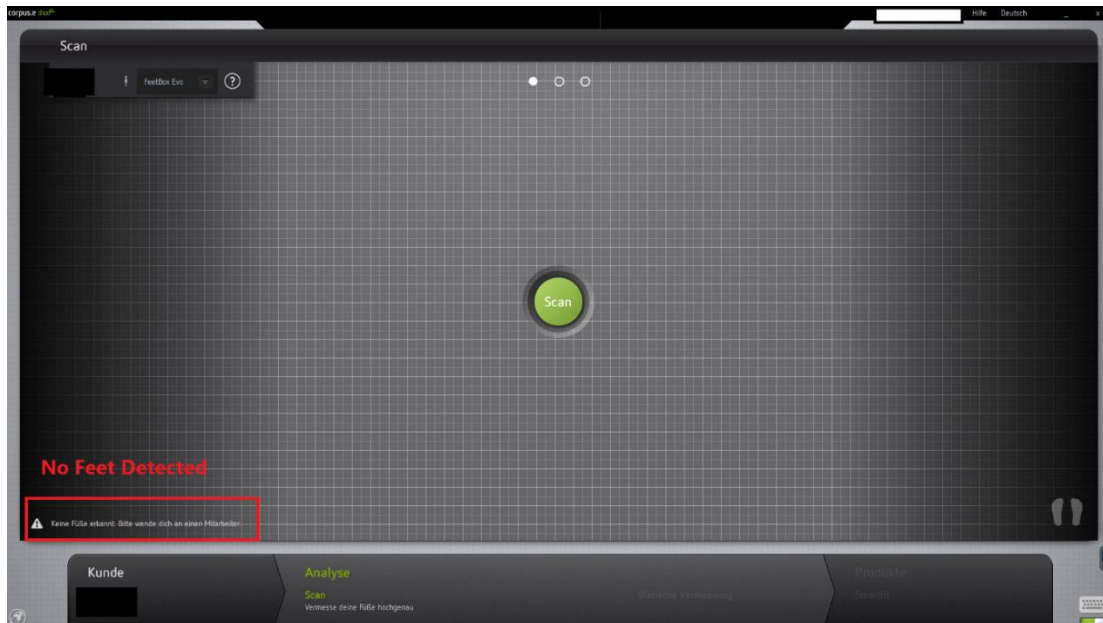 corpus.e shoe
Hilfe Deutsch
Scan
FeetBox Evo
?
Scan
No Feet Detected
Keine Füße erkannt. Bitte wende dich an einen Mitarbeiter.
Kunde
Analyse
Produkte
Scan
Statische Vermessung
SmartFit
Vermesse deine Füße hochgenau